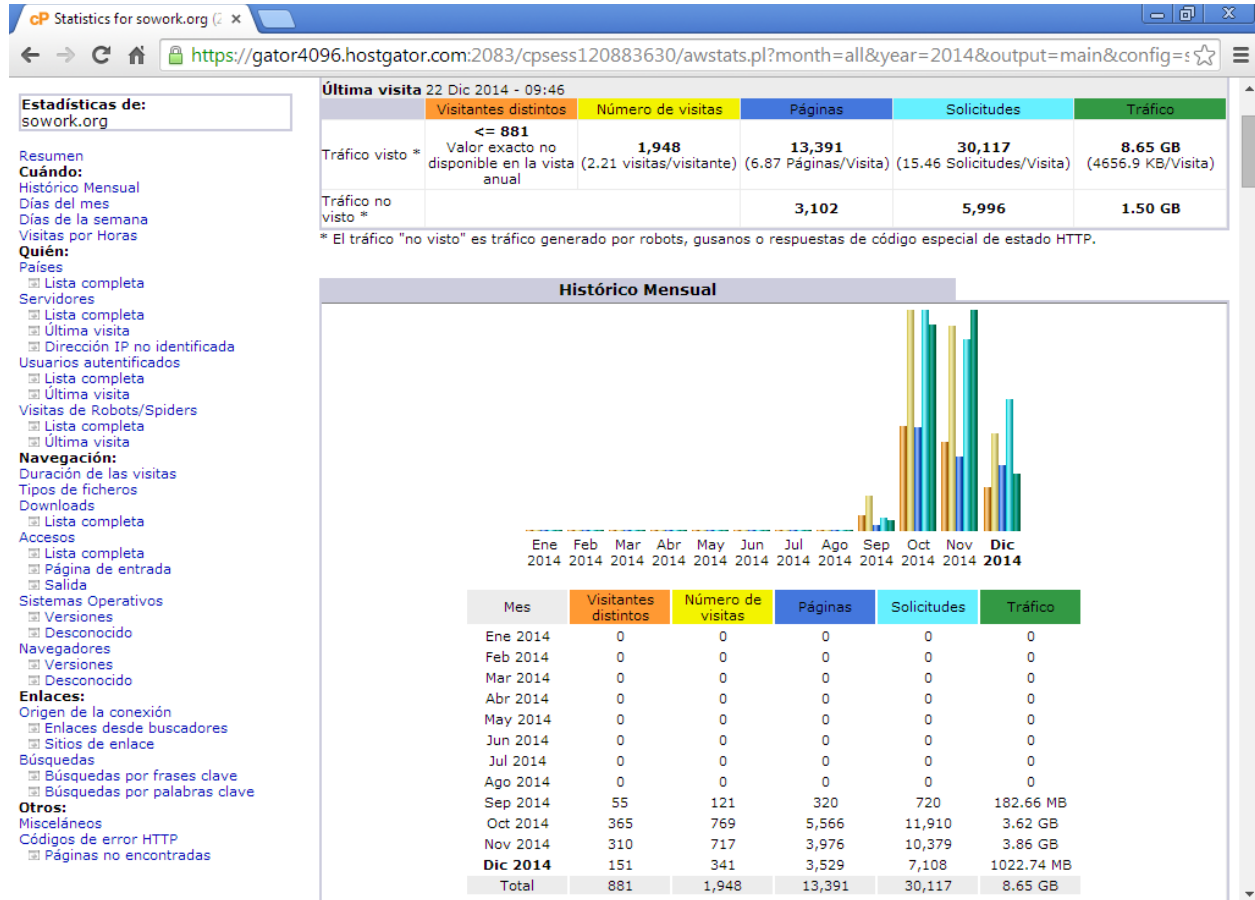 cP Statistics for sowork.org (2
https://gator4096.hostgator.com:2083/cpsess120883630/awstats.pl?month=all&year=2014&output=main&config=s
Estadísticas de:
sowork.org
Resumen
Cuándo:
Histórico Mensual
Días del mes
Días de la semana
Visitas por Horas
Quién:
Países
Lista completa
Servidores
Lista completa
Última visita
Dirección IP no identificada
Usuarios autentificados
Lista completa
Última visita
Visitas de Robots/Spiders
Lista completa
Última visita
Navegación:
Duración de las visitas
Tipos de ficheros
Downloads
Lista completa
Accesos
Lista completa
Página de entrada
Salida
Sistemas Operativos
Versiones
Desconocido
Navegadores
Versiones
Desconocido
Enlaces:
Origen de la conexión
Enlaces desde buscadores
Sitios de enlace
Búsquedas
Búsquedas por frases clave
Búsquedas por palabras clave
Otros:
Misceláneos
Códigos de error HTTP
Páginas no encontradas
Última visita 22 Dic 2014 - 09:46
Visitantes distintos Número de visitas Páginas Solicitudes Tráfico
Tráfico visto * <= 881 Valor exacto no disponible en la vista anual 1,948 (2.21 visitas/visitante) 13,391 (6.87 Páginas/Visita) 30,117 (15.46 Solicitudes/Visita) 8.65 GB (4656.9 KB/Visita)
Tráfico no visto * 3,102 5,996 1.50 GB
* El tráfico "no visto" es tráfico generado por robots, gusanos o respuestas de código especial de estado HTTP.
Histórico Mensual
Ene Feb Mar Abr May Jun Jul Ago Sep Oct Nov Dic
2014 2014 2014 2014 2014 2014 2014 2014 2014 2014 2014 2014
Mes Visitantes distintos Número de visitas Páginas Solicitudes Tráfico
Ene 2014 0 0 0 0 0
Feb 2014 0 0 0 0 0
Mar 2014 0 0 0 0 0
Abr 2014 0 0 0 0 0
May 2014 0 0 0 0 0
Jun 2014 0 0 0 0 0
Jul 2014 0 0 0 0 0
Ago 2014 0 0 0 0 0
Sep 2014 55 121 320 720 182.66 MB
Oct 2014 365 769 5,566 11,910 3.62 GB
Nov 2014 310 717 3,976 10,379 3.86 GB
Dic 2014 151 341 3,529 7,108 1022.74 MB
Total 881 1,948 13,391 30,117 8.65 GB